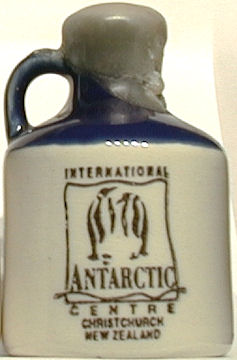 INTERNATIONAL
ANTARCTIC
CENTRE
CHRISTCHURCH
NEW ZEALAND